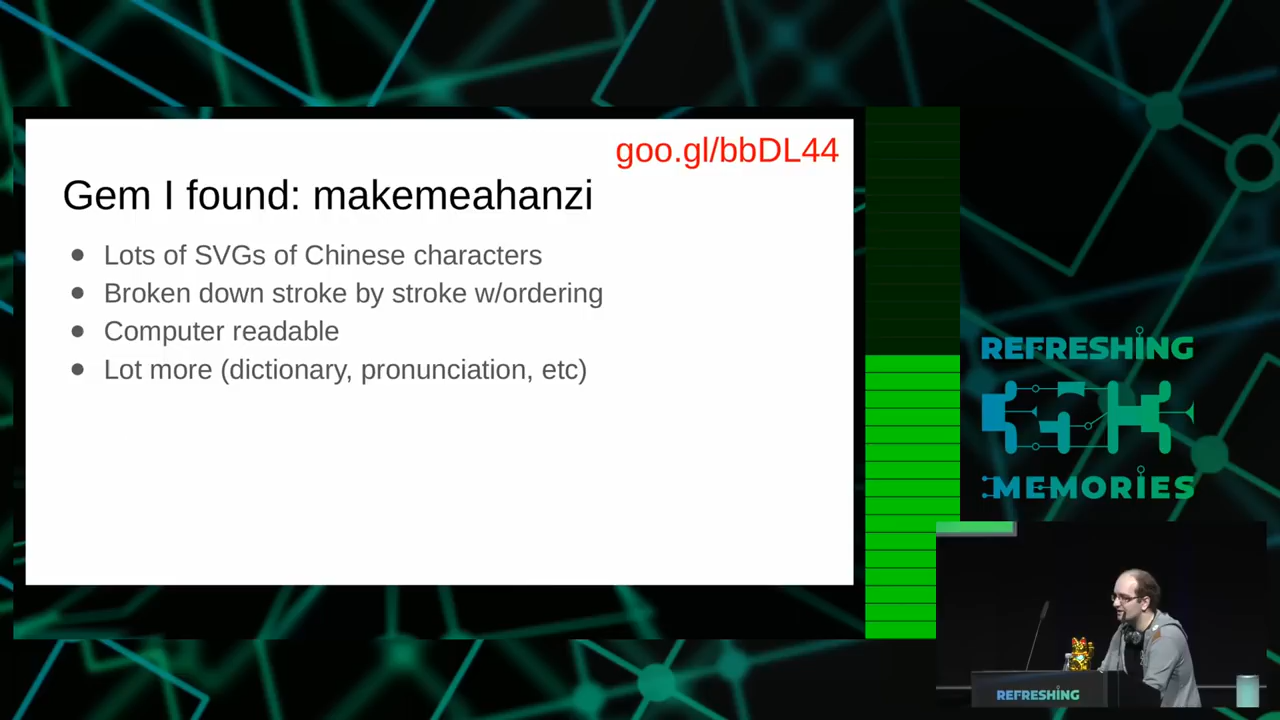 goo.gl/bbDL44
Gem I found: makemeahanzi
● Lots of SVGs of Chinese characters
● Broken down stroke by stroke w/ordering
● Computer readable
● Lot more (dictionary, pronunciation, etc)
REFRESHING
35C3
MEMORIES
REFRESHING